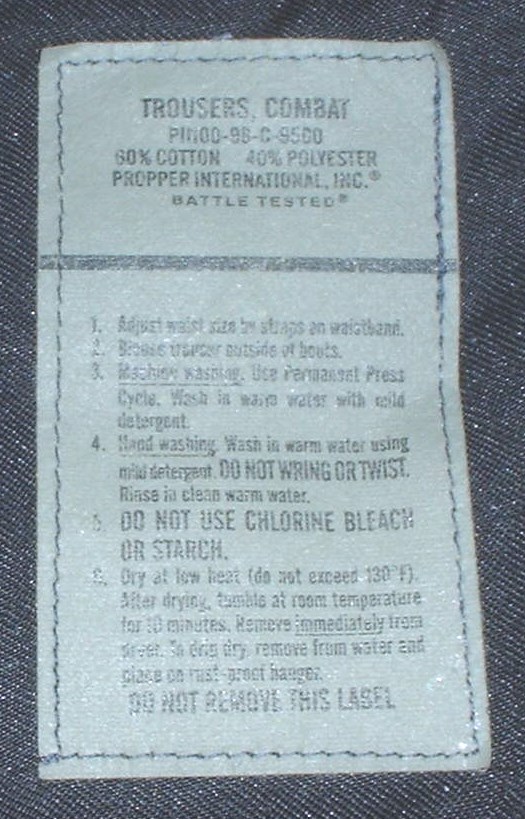 TROUSERS, COMBAT
60% COTTON 40% POLYESTER
PROPPER INTERNATIONAL, INC.®
BATTLE TESTED®
1. Adjust waist size by straps on waistband.
2. Blouse trouser outside of boots.
3. Machine washing. Use Permanent Press
Cycle. Wash in warm water with mild
detergent.
4. Hand washing. Wash in warm water using
mild detergent. DO NOT WRING OR TWIST.
Rinse in clean warm water.
5. DO NOT USE CHLORINE BLEACH
OR STARCH.
6. Dry at low heat (do not exceed 130°F).
After drying, tumble at room temperature
for 10 minutes. Remove immediately from
dryer. To drip dry, remove from water and
place on rust-proof hanger.
DO NOT REMOVE THIS LABEL